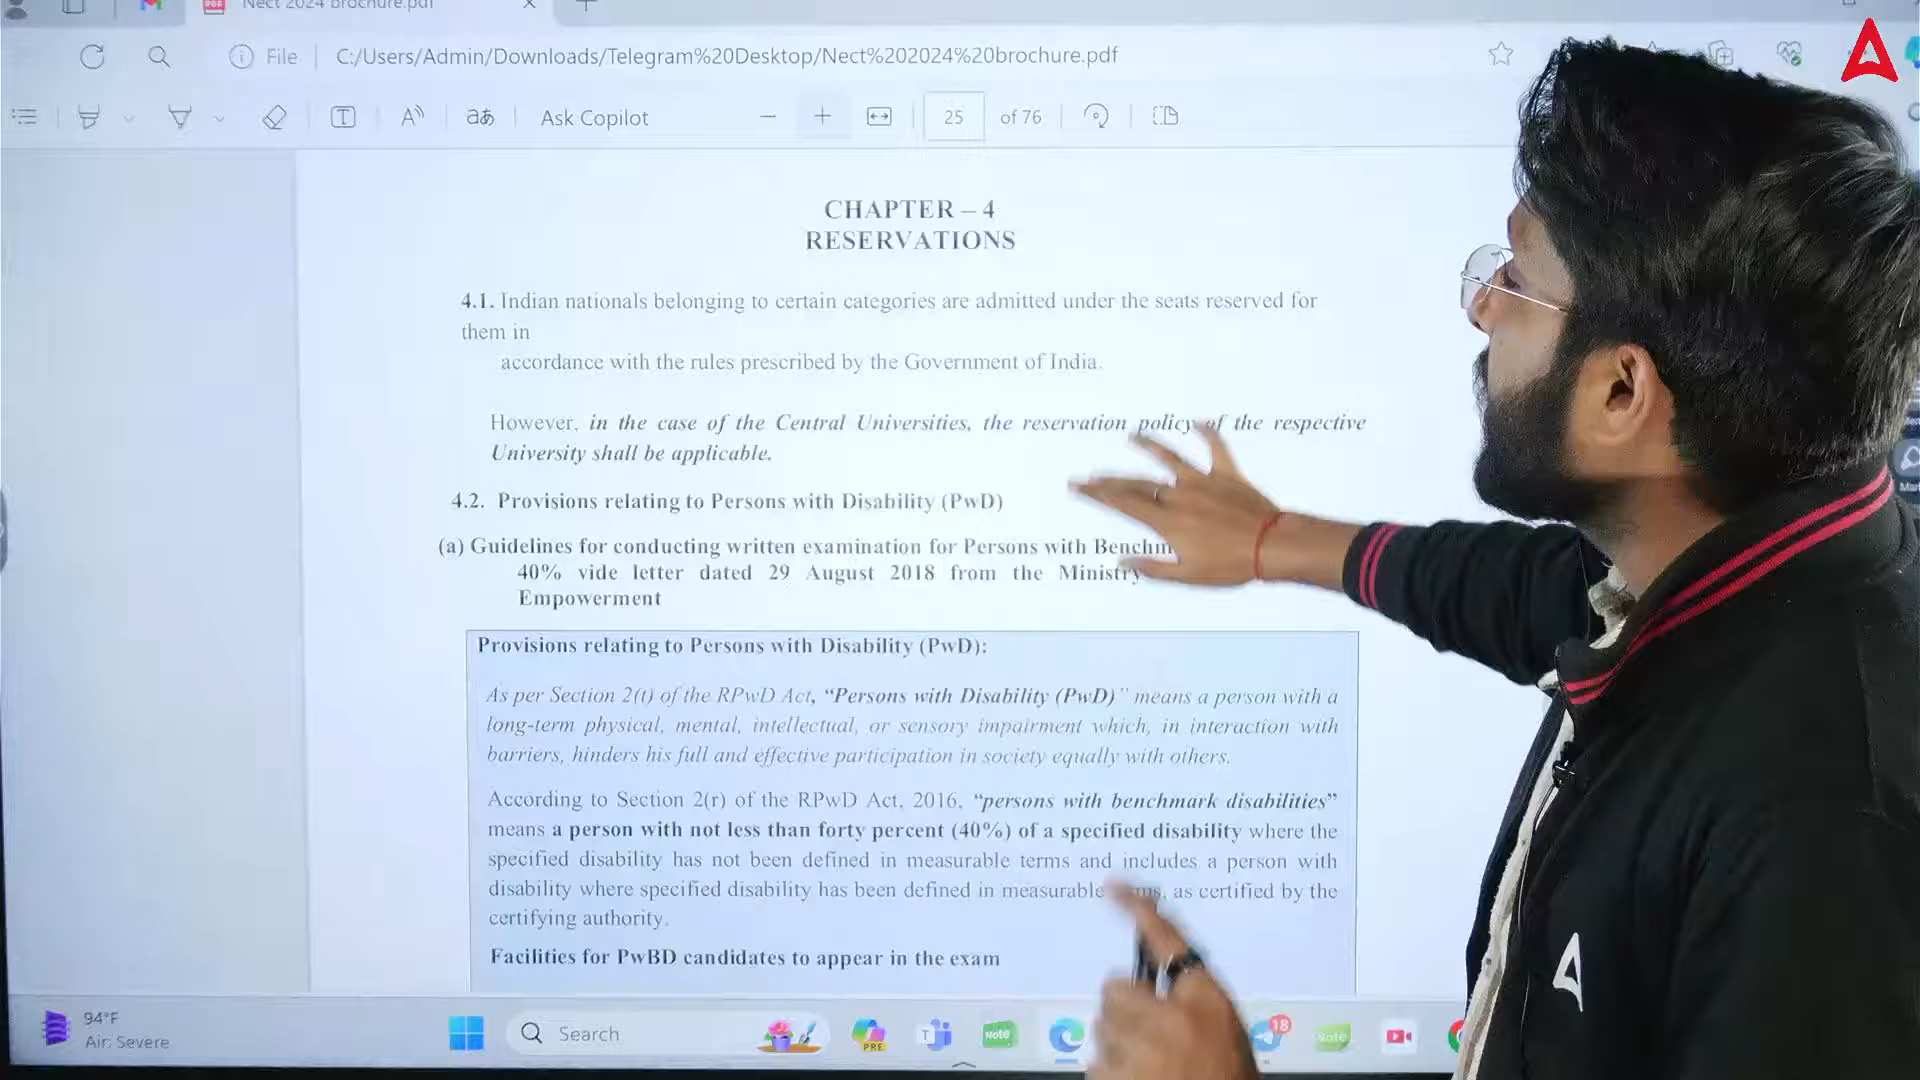 Nect 2024 brochure.pdf
File
C:/Users/Admin/Downloads/Telegram%20Desktop/Nect%202024%20brochure.pdf
Ask Copilot
25 of 76
CHAPTER – 4
RESERVATIONS
4.1. Indian nationals belonging to certain categories are admitted under the seats reserved for
them in
accordance with the rules prescribed by the Government of India.
However, in the case of the Central Universities, the reservation policy of the respective
University shall be applicable.
4.2. Provisions relating to Persons with Disability (PwD)
(a) Guidelines for conducting written examination for Persons with Benchm
40% vide letter dated 29 August 2018 from the Ministry
Empowerment
Provisions relating to Persons with Disability (PwD):
As per Section 2(t) of the RPwD Act, “Persons with Disability (PwD)” means a person with a
long-term physical, mental, intellectual, or sensory impairment which, in interaction with
barriers, hinders his full and effective participation in society equally with others.
According to Section 2(r) of the RPwD Act, 2016, “persons with benchmark disabilities”
means a person with not less than forty percent (40%) of a specified disability where the
specified disability has not been defined in measurable terms and includes a person with
disability where specified disability has been defined in measurable, as certified by the
certifying authority.
Facilities for PwBD candidates to appear in the exam
94°F
Air: Severe
Search
PRE
Note
18
Note